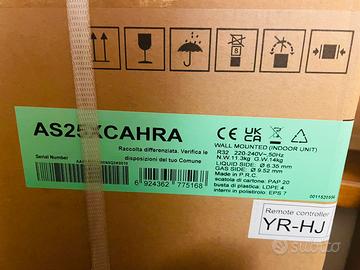 8
AS25XCAHRA
Raccolta differenziata. Verifica le
disposizioni del tuo Comune
Serial Number
6 924362 775168
CE UK CA
WALL MOUNTED (INDOOR UNIT)
R32 220-240V~,50Hz
N.W.11.3kg G.W.14kg
LIQUID SIDE: Ø 6.35 mm
GAS SIDE: Ø 9.52 mm
Made in P.R.C.
scatola di cartone: PAP 20
busta di plastica: LDPE 4
interni in polistirolo: EPS 7
Remote controller
YR-HJ
subito